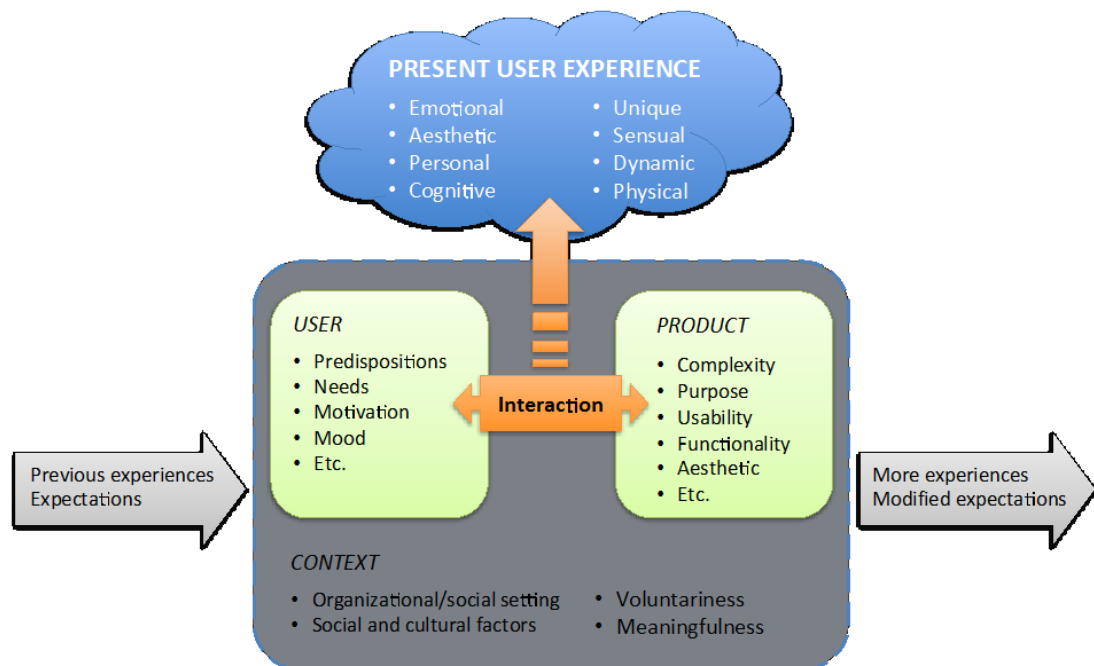 PRESENT USER EXPERIENCE
• Emotional
• Aesthetic
• Personal
• Cognitive
• Unique
• Sensual
• Dynamic
• Physical
USER
• Predispositions
• Needs
• Motivation
• Mood
• Etc.
Interaction
PRODUCT
• Complexity
• Purpose
• Usability
• Functionality
• Aesthetic
• Etc.
Previous experiences
Expectations
More experiences
Modified expectations
CONTEXT
• Organizational/social setting
• Social and cultural factors
• Voluntariness
• Meaningfulness